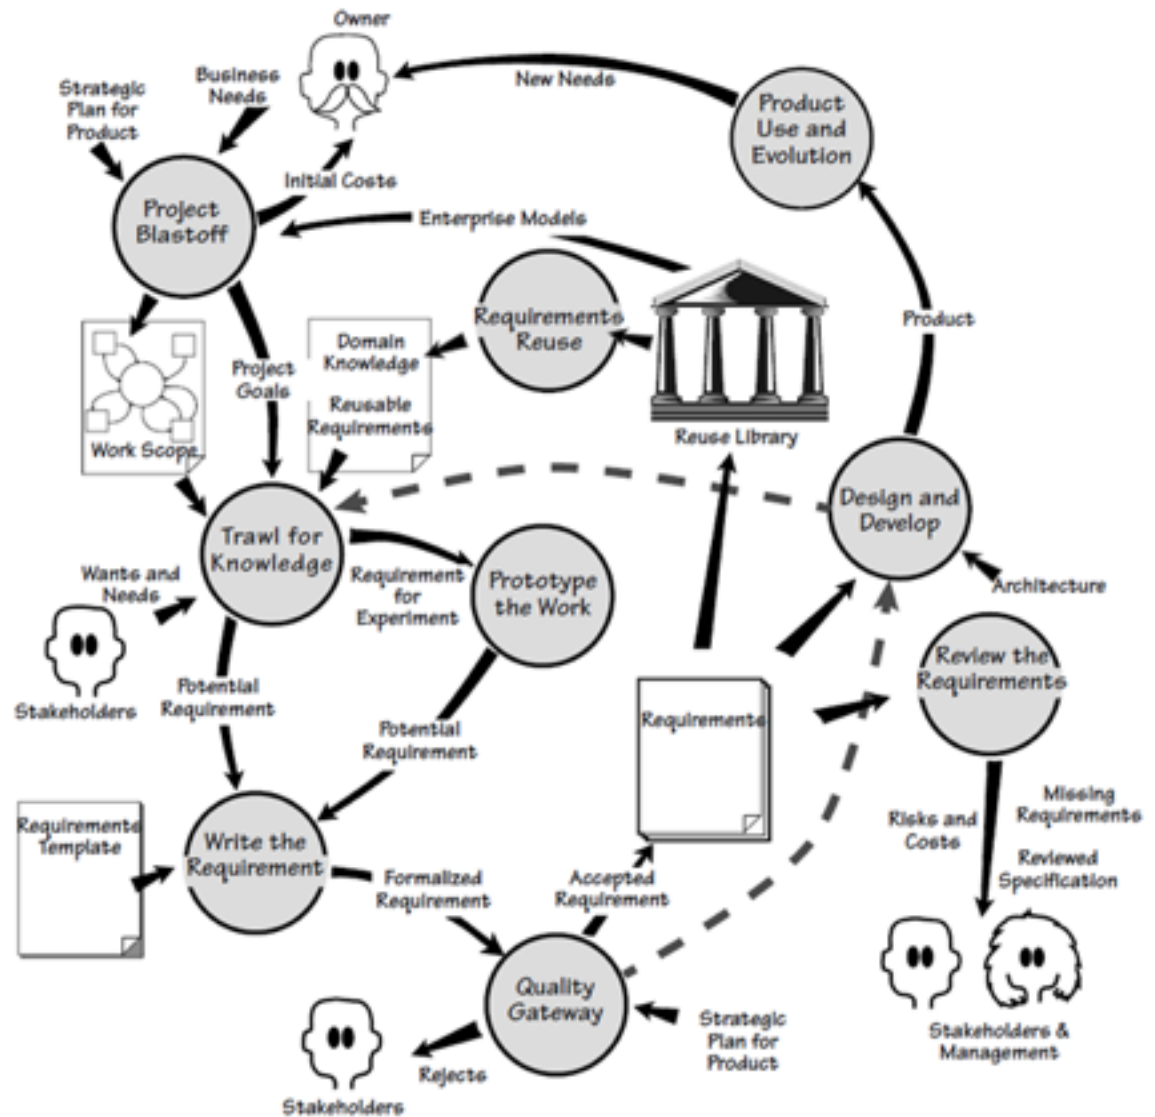 Owner
Strategic
Plan for
Product
Business
Needs
New Needs
Product
Use and
Evolution
Initial Costs
Project
Blastoff
Enterprise Models
Requirements
Reuse
Product
Domain
Knowledge
Reusable
Requirements
Project
Goals
Work Scope
Reuse Library
Design and
Develop
Trawl for
Knowledge
Wants and
Needs
Requirement
for
Experiment
Prototype
the Work
Architecture
Stakeholders
Potential
Requirement
Potential
Requirement
Requirements
Review the
Requirements
Requirements
Template
Write the
Requirement
Formalized
Requirement
Accepted
Requirement
Risks and
Costs
Missing
Requirements
Reviewed
Specification
Quality
Gateway
Strategic
Plan for
Product
Stakeholders &
Management
Rejects
Stakeholders